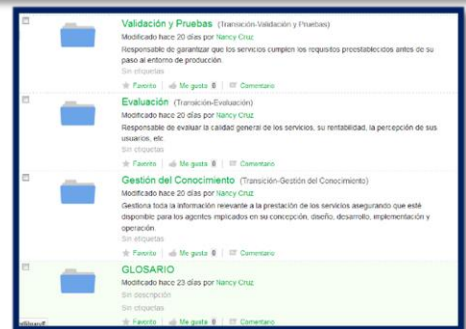 Validación y Pruebas (Transición-Validación y Pruebas)
Modificado hace 20 días por Nancy Cruz
Responsable de garantizar que los servicios cumplen los requisitos preestablecidos antes de su
paso al entorno de producción.
Sin etiquetas
Favorito | Me gusta 0 | Comentario
Evaluación (Transición-Evaluación)
Modificado hace 20 días por Nancy Cruz
Responsable de evaluar la calidad general de los servicios, su rentabilidad, la percepción de sus
usuarios, etc
Sin etiquetas
Favorito | Me gusta 0 | Comentario
Gestión del Conocimiento (Transición-Gestión del Conocimiento)
Modificado hace 20 días por Nancy Cruz
Gestiona toda la información relevante a la prestación de los servicios asegurando que esté
disponible para los agentes implicados en su concepción, diseño, desarrollo, implementación y
operación.
Sin etiquetas
Favorito | Me gusta 0 | Comentario
GLOSARIO
Modificado hace 23 días por Nancy Cruz
Sin descripción
Sin etiquetas
Favorito | Me gusta 0 | Comentario